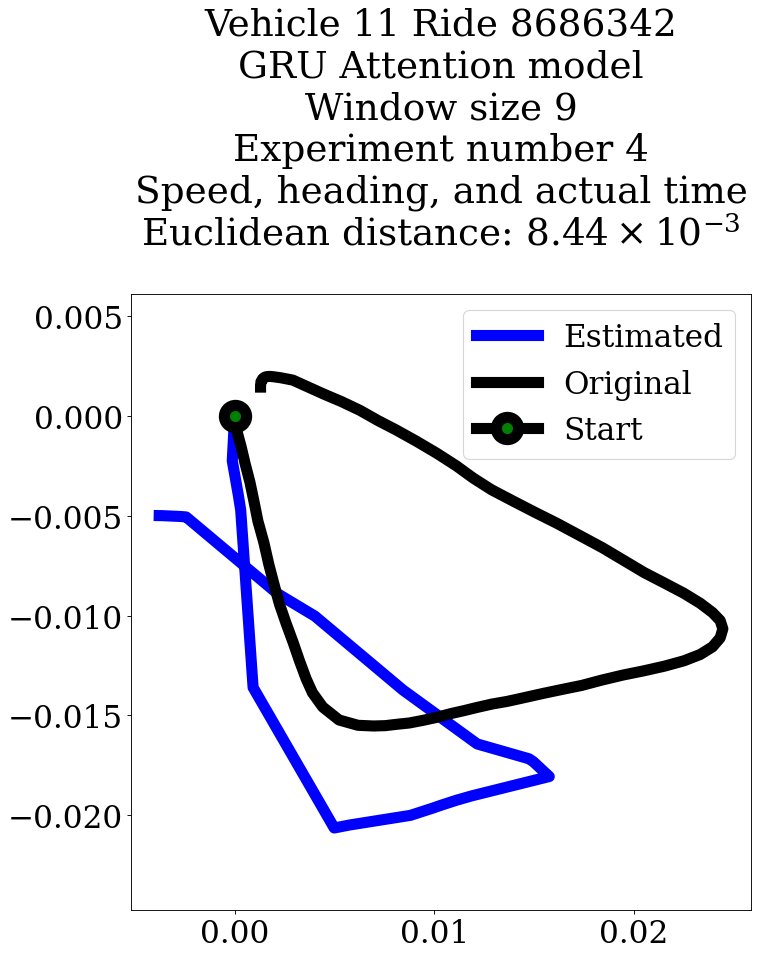 Vehicle 11 Ride 8686342
GRU Attention model
Window size 9
Experiment number 4
Speed, heading, and actual time
Euclidean distance: 8.44 × 10⁻³
0.005
Estimated
Original
Start
0.000
−0.005
−0.010
−0.015
−0.020
0.00 0.01 0.02